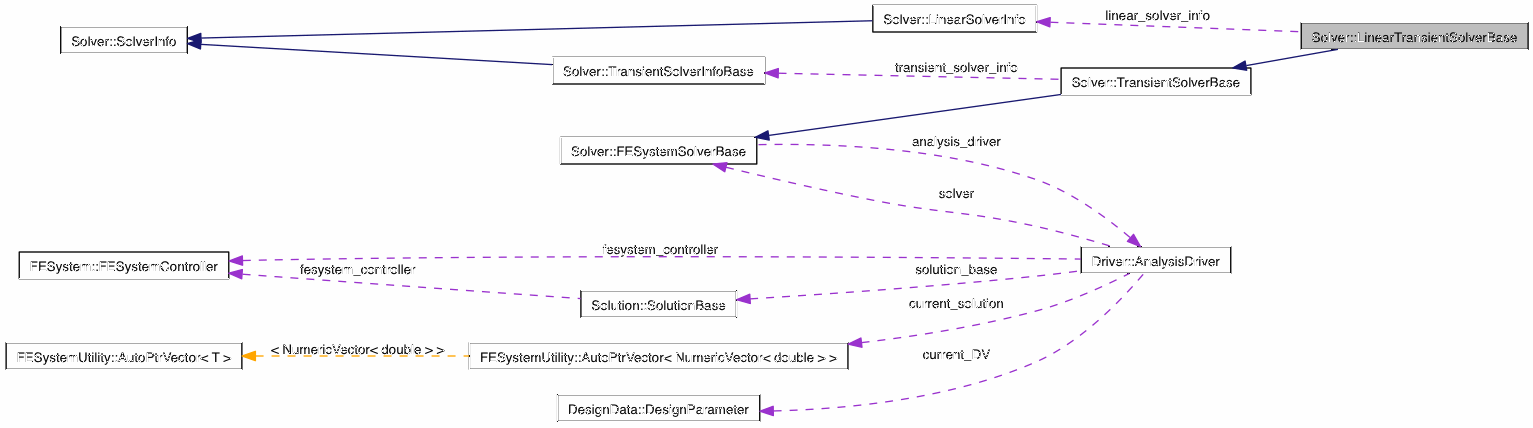 linear_solver_info
Solver::LinearSolverInfo
Solver::SolverInfo
Solver::LinearTransientSolverBase
transient_solver_info
Solver::TransientSolverInfoBase
Solver::TransientSolverBase
analysis_driver
Solver::FESystemSolverBase
solver
fesystem_controller
Driver::AnalysisDriver
FESystem::FESystemController
fesystem_controller
solution_base
Solution::SolutionBase
current_solution
< NumericVector< double > >
FESystemUtility::AutoPtrVector< T >
FESystemUtility::AutoPtrVector< NumericVector< double > >
current_DV
DesignData::DesignParameter